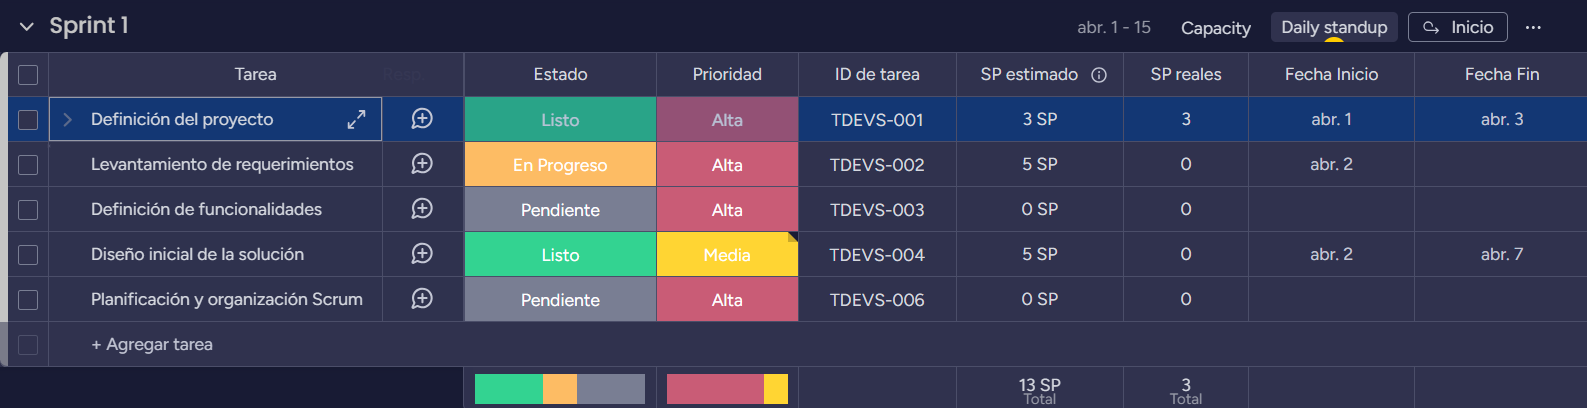 Sprint 1 abr. 1 - 15 Capacity Daily standup Inicio ...
Tarea Estado Prioridad ID de tarea SP estimado SP reales Fecha Inicio Fecha Fin
Definición del proyecto Listo Alta TDEVS-001 3 SP 3 abr. 1 abr. 3
Levantamiento de requerimientos En Progreso Alta TDEVS-002 5 SP 0 abr. 2
Definición de funcionalidades Pendiente Alta TDEVS-003 0 SP 0
Diseño inicial de la solución Listo Media TDEVS-004 5 SP 0 abr. 2 abr. 7
Planificación y organización Scrum Pendiente Alta TDEVS-006 0 SP 0
+ Agregar tarea
13 SP 3
Total Total